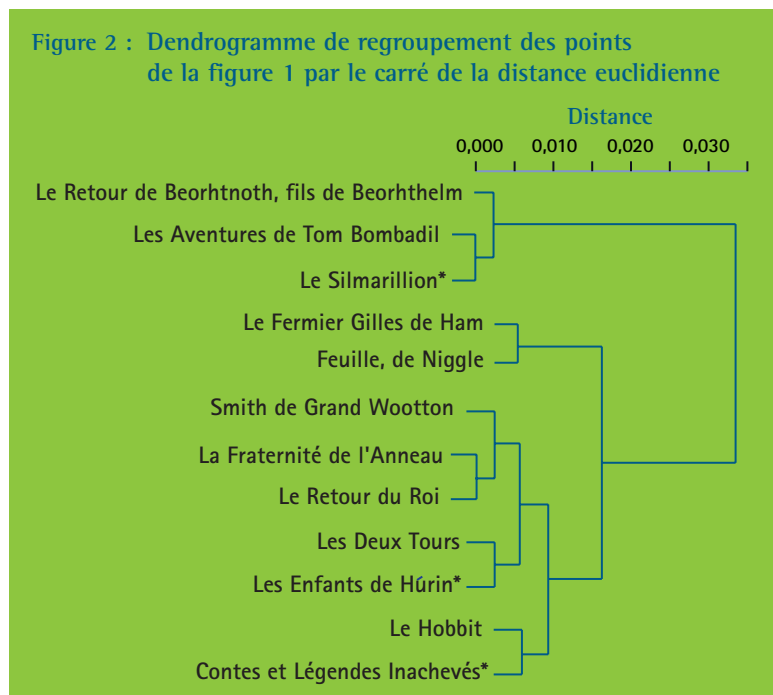 Figure 2 : Dendrogramme de regroupement des points
de la figure 1 par le carré de la distance euclidienne
Distance
0,000 0,010 0,020 0,030
Le Retour de Beorhtnoth, fils de Beorhthelm
Les Aventures de Tom Bombadil
Le Silmarillion*
Le Fermier Gilles de Ham
Feuille, de Niggle
Smith de Grand Wootton
La Fraternité de l'Anneau
Le Retour du Roi
Les Deux Tours
Les Enfants de Húrin*
Le Hobbit
Contes et Légendes Inachevés*